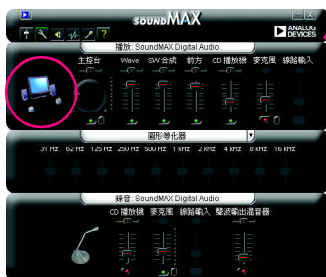 SOUNDMAX
ANALOG DEVICES
播放: SoundMAX Digital Audio
主控台 Wave SW 合成 前方 CD 播放機 麥克風 線路輸入
圓形等化器
31 Hz 62 Hz 125 Hz 250 Hz 500 Hz 1 kHz 2 kHz 4 kHz 8 kHz 16 kHz
錄音: SoundMAX Digital Audio
CD 播放機 麥克風 線路輸入 聲波輸出混音器